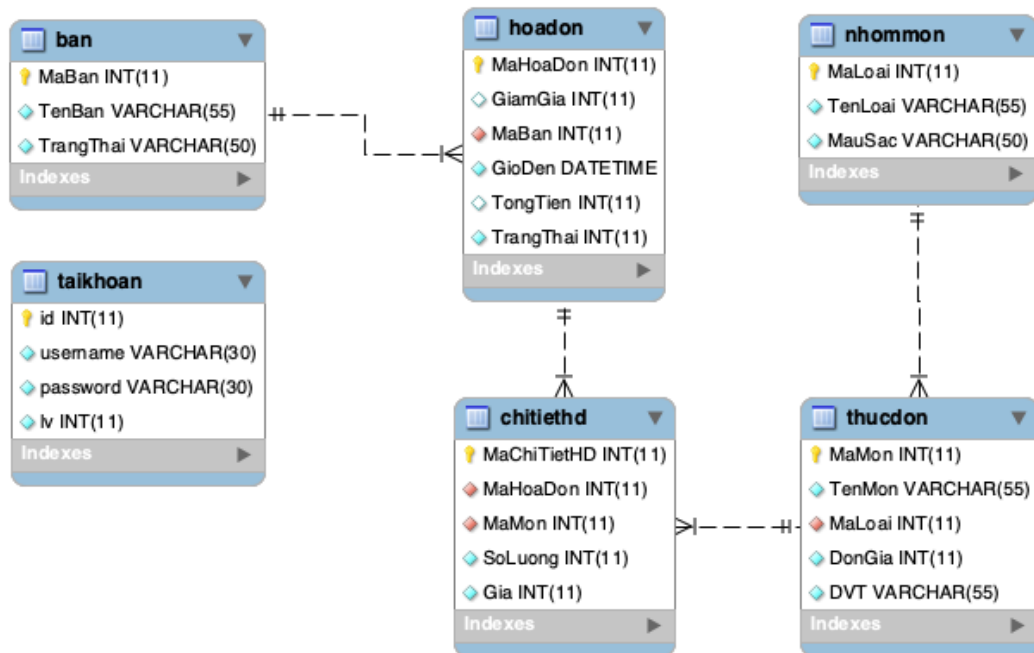 ban
MaBan INT(11)
TenBan VARCHAR(55)
TrangThai VARCHAR(50)
Indexes
hoadon
MaHoaDon INT(11)
GiamGia INT(11)
MaBan INT(11)
GioDen DATETIME
TongTien INT(11)
TrangThai INT(11)
Indexes
nhommon
MaLoai INT(11)
TenLoai VARCHAR(55)
MauSac VARCHAR(50)
Indexes
taikhoan
id INT(11)
username VARCHAR(30)
password VARCHAR(30)
lv INT(11)
Indexes
chitiethd
MaChiTietHD INT(11)
MaHoaDon INT(11)
MaMon INT(11)
SoLuong INT(11)
Gia INT(11)
Indexes
thucdon
MaMon INT(11)
TenMon VARCHAR(55)
MaLoai INT(11)
DonGia INT(11)
DVT VARCHAR(55)
Indexes